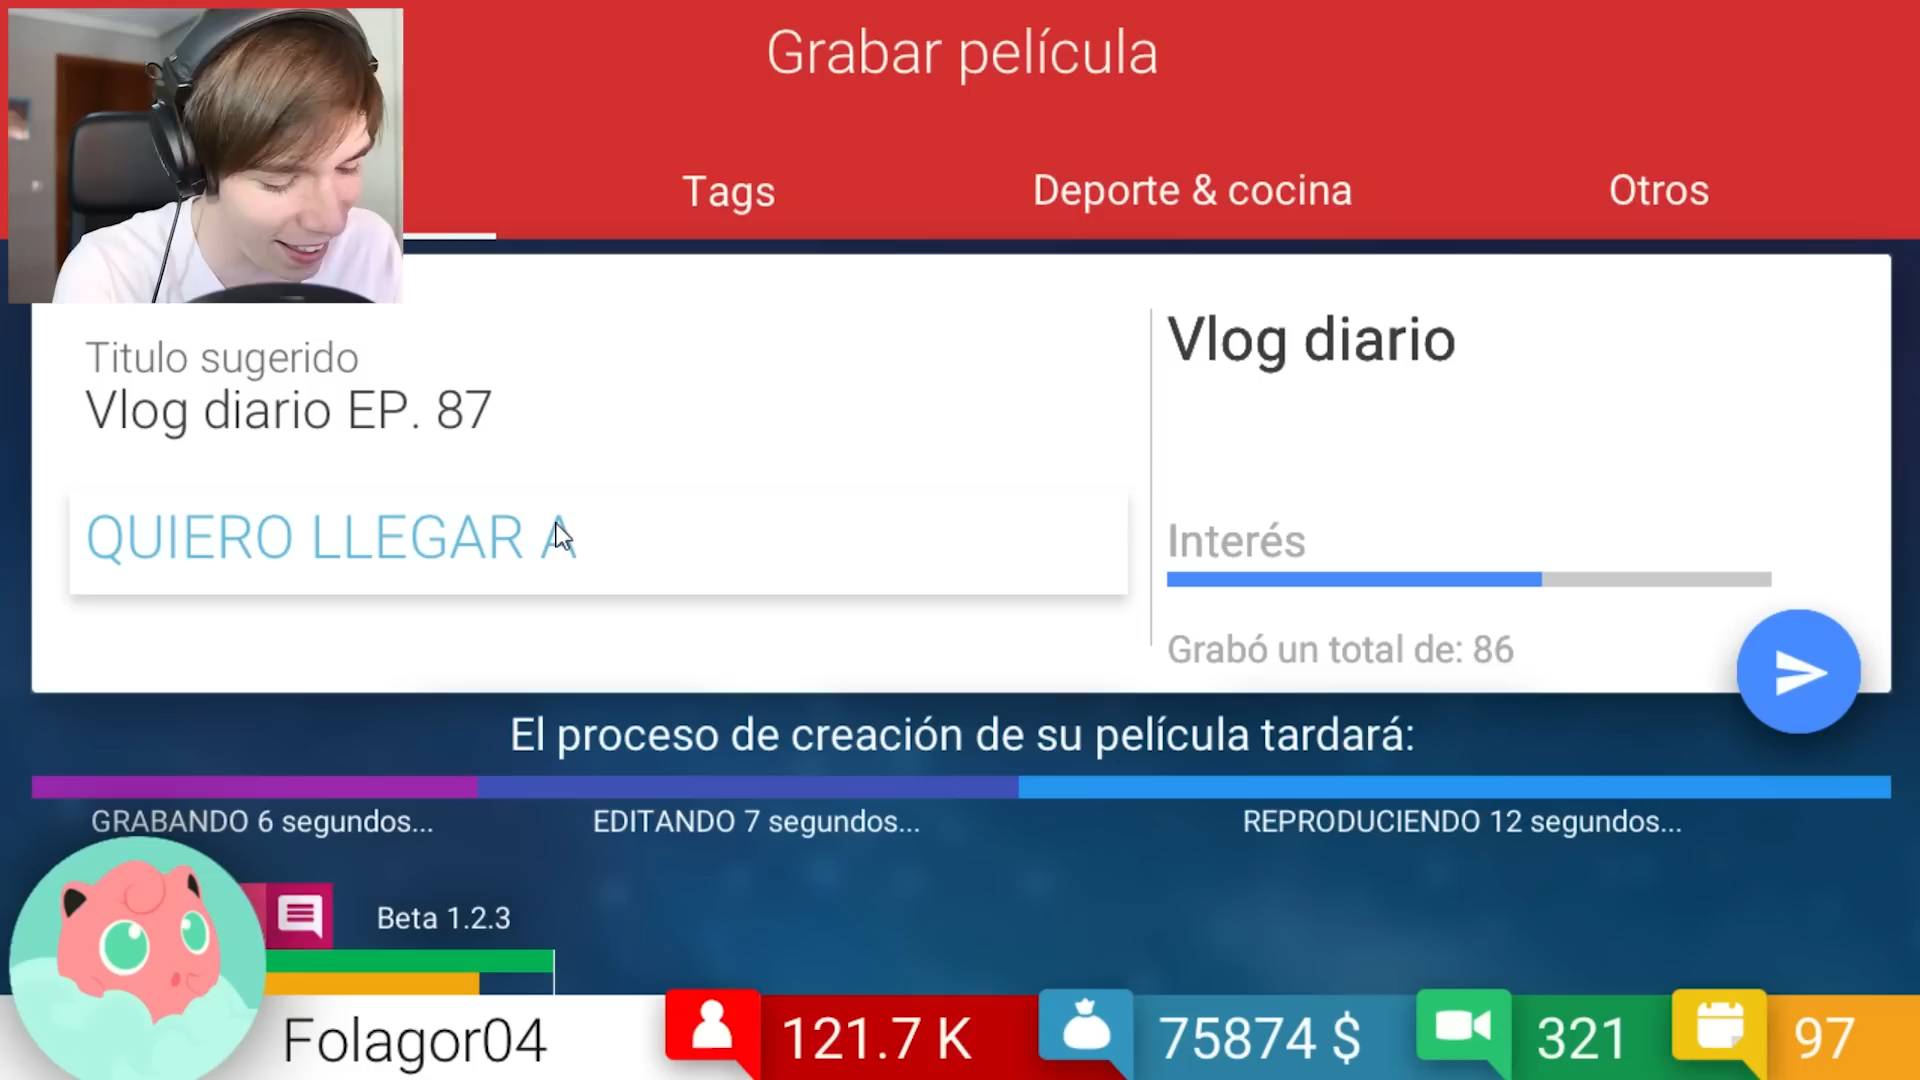 Grabar película
Tags
Deporte & cocina
Otros
Titulo sugerido
Vlog diario EP. 87
QUIERO LLEGAR A
Vlog diario
Interés
Grabó un total de: 86
El proceso de creación de su película tardará:
GRABANDO 6 segundos...
EDITANDO 7 segundos...
REPRODUCIENDO 12 segundos...
Beta 1.2.3
Folagor04
121.7 K
75874 $
321
97